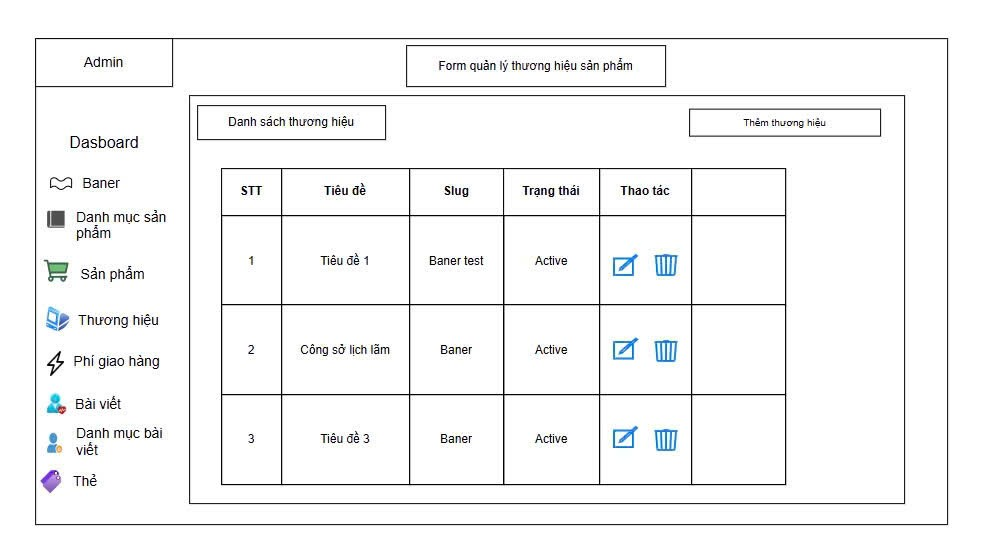 Admin
Form quản lý thương hiệu sản phẩm
Danh sách thương hiệu
Thêm thương hiệu
Dasboard
Baner
Danh mục sản
phẩm
Sản phẩm
Thương hiệu
Phí giao hàng
Bài viết
Danh mục bài
viết
Thẻ
STT Tiêu đề Slug Trạng thái Thao tác
1 Tiêu đề 1 Baner test Active
2 Công sở lịch lãm Baner Active
3 Tiêu đề 3 Baner Active